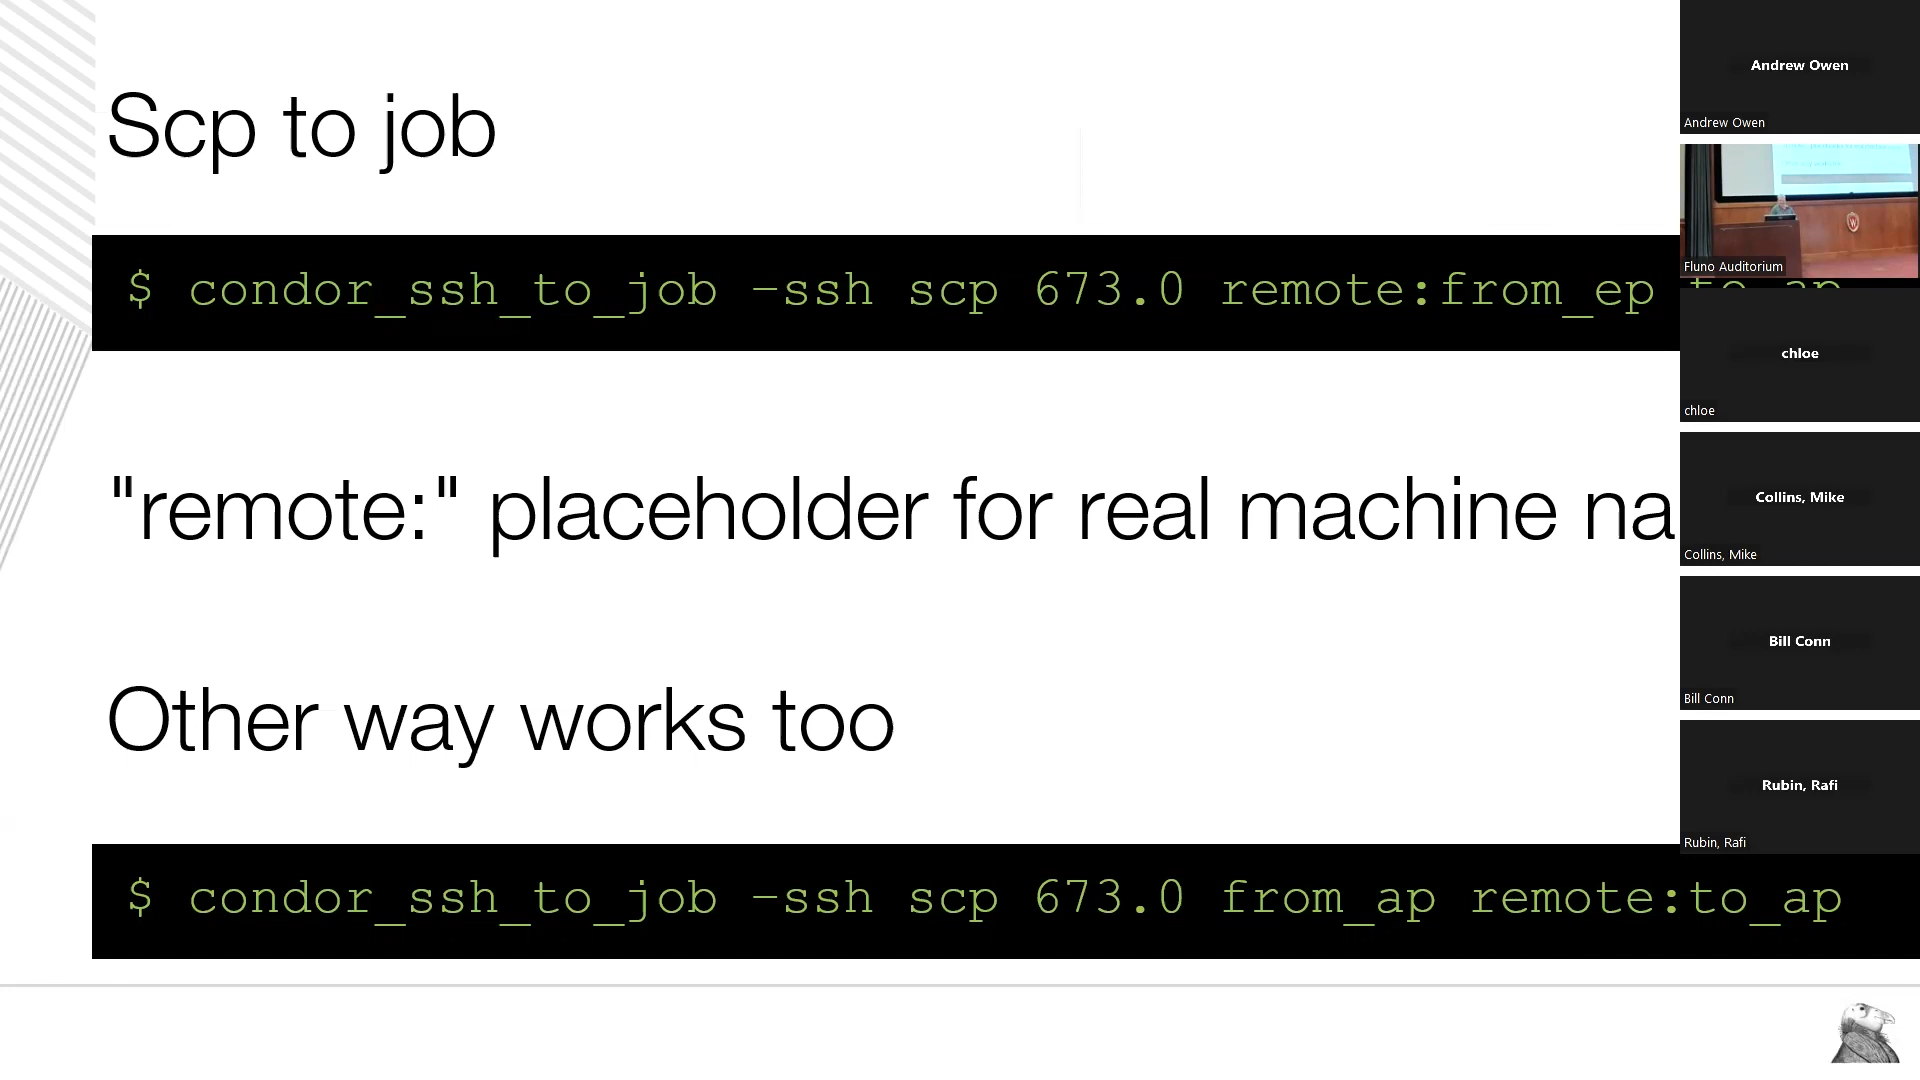 Scp to job
$ condor_ssh_to_job -ssh scp 673.0 remote:from_ep to_ap
"remote:" placeholder for real machine na
Other way works too
$ condor_ssh_to_job -ssh scp 673.0 from_ap remote:to_ap
Andrew Owen
Andrew Owen
Fluno Auditorium
chloe
chloe
Collins, Mike
Collins, Mike
Bill Conn
Bill Conn
Rubin, Rafi
Rubin, Rafi